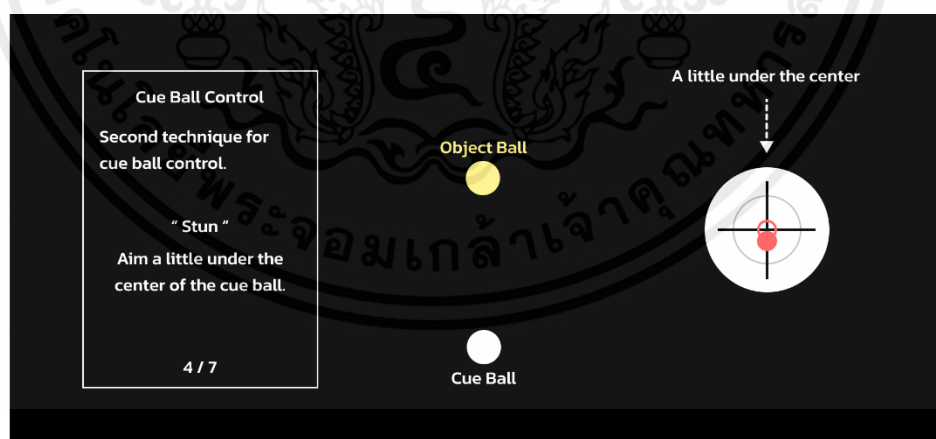 Cue Ball Control
Second technique for
cue ball control.
“ Stun ”
Aim a little under the
center of the cue ball.
4 / 7
Object Ball
Cue Ball
A little under the center